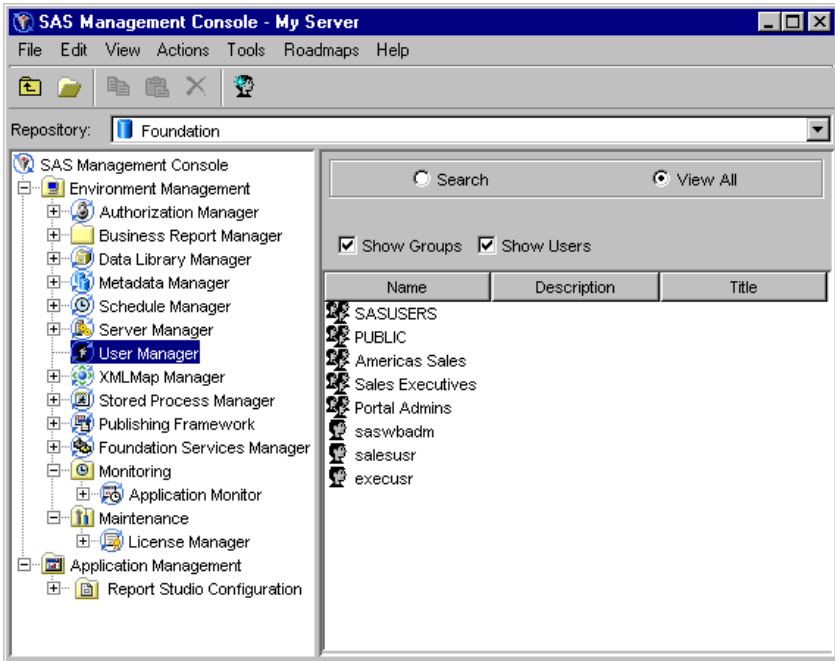 SAS Management Console - My Server
File Edit View Actions Tools Roadmaps Help
Repository: Foundation
SAS Management Console
Environment Management
Authorization Manager
Business Report Manager
Data Library Manager
Metadata Manager
Schedule Manager
Server Manager
User Manager
XMLMap Manager
Stored Process Manager
Publishing Framework
Foundation Services Manager
Monitoring
Application Monitor
Maintenance
License Manager
Application Management
Report Studio Configuration
Search View All
Show Groups Show Users
Name Description Title
SASUSERS
PUBLIC
Americas Sales
Sales Executives
Portal Admins
saswbadm
salesusr
execusr